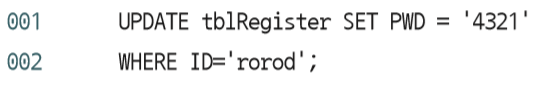 001 UPDATE tblRegister SET PWD = '4321'
002 WHERE ID='rorod';